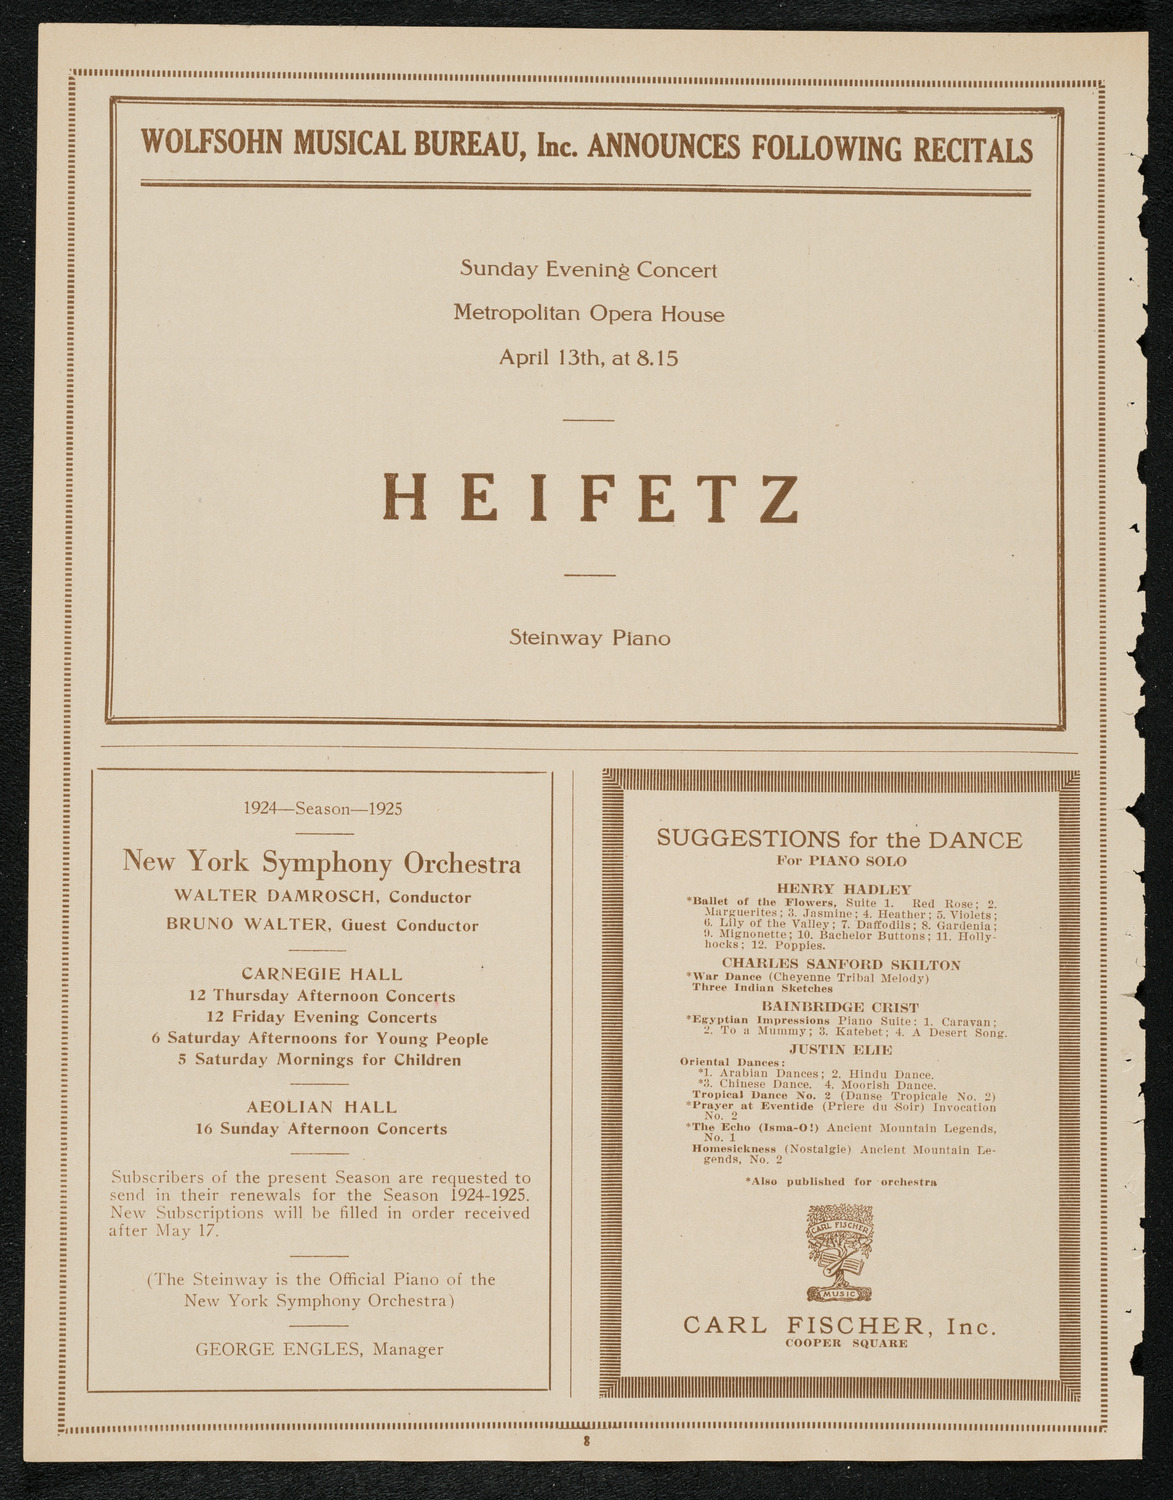 WOLFSOHN MUSICAL BUREAU, Inc. ANNOUNCES FOLLOWING RECITALS
Sunday Evening Concert
Metropolitan Opera House
April 13th, at 8.15
HEIFETZ
Steinway Piano
1924—Season—1925
New York Symphony Orchestra
WALTER DAMROSCH, Conductor
BRUNO WALTER, Guest Conductor
CARNEGIE HALL
12 Thursday Afternoon Concerts
12 Friday Evening Concerts
6 Saturday Afternoons for Young People
5 Saturday Mornings for Children
AEOLIAN HALL
16 Sunday Afternoon Concerts
Subscribers of the present Season are requested to
send in their renewals for the Season 1924-1925.
New Subscriptions will be filled in order received
after May 17.
(The Steinway is the Official Piano of the
New York Symphony Orchestra)
GEORGE ENGLES, Manager
SUGGESTIONS for the DANCE
For PIANO SOLO
HENRY HADLEY
*Ballet of the Flowers, Suite 1. Red Rose; 2.
Marguerites; 3. Jasmine; 4. Heather; 5. Violets;
6. Lily of the Valley; 7. Daffodils; 8. Gardenia;
9. Mignonette; 10. Bachelor Buttons; 11. Holly-
hocks; 12. Poppies.
CHARLES SANFORD SKILTON
*War Dance (Cheyenne Tribal Melody)
Three Indian Sketches
BAINBRIDGE CRIST
*Egyptian Impressions Piano Suite: 1. Caravan;
2. To a Mummy; 3. Katebet; 4. A Desert Song.
JUSTIN ELIE
Oriental Dances:
*1. Arabian Dances; 2. Hindu Dance.
*3. Chinese Dance. 4. Moorish Dance.
Tropical Dance No. 2 (Danse Tropicale No. 2)
*Prayer at Eventide (Priere du Soir) Invocation
No. 2
*The Echo (Isma-O!) Ancient Mountain Legends,
No. 1
Homesickness (Nostalgie) Ancient Mountain Le-
gends, No. 2
*Also published for orchestra
CARL FISCHER
MUSIC
CARL FISCHER, Inc.
COOPER SQUARE
8